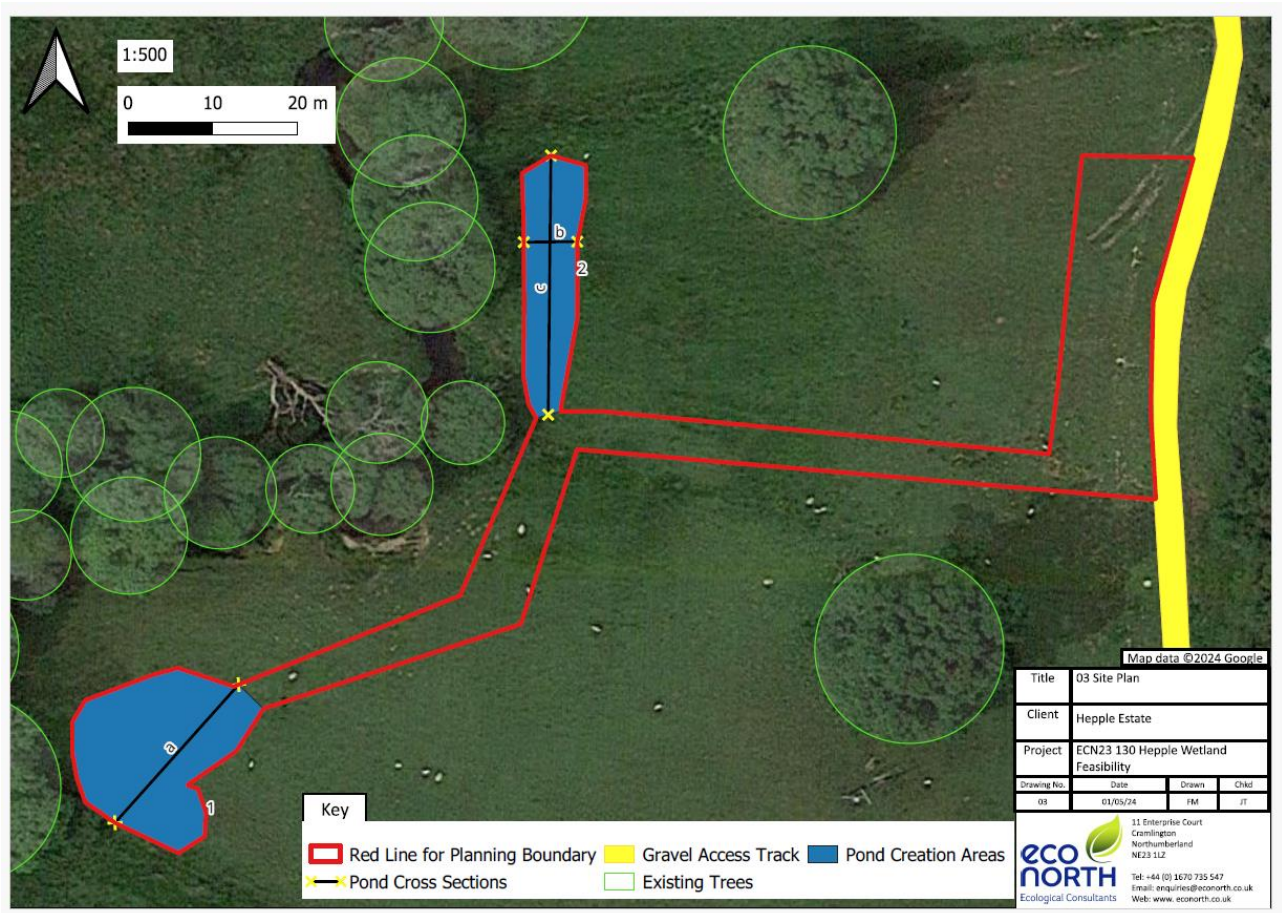 1:500
0 10 20 m
b
2
c
a
1
Map data ©2024 Google
Title 03 Site Plan
Client Hepple Estate
Project ECN23 130 Hepple Wetland
Feasibility
Drawing No. Date Drawn Chkd
03 01/05/24 FM JT
Key
Red Line for Planning Boundary Gravel Access Track Pond Creation Areas
Pond Cross Sections Existing Trees
eco
NORTH
Ecological Consultants
11 Enterprise Court
Cramlington
Northumberland
NE23 1LZ
Tel: +44 (0) 1670 735 547
Email: enquiries@econorth.co.uk
Web: www. econorth.co.uk